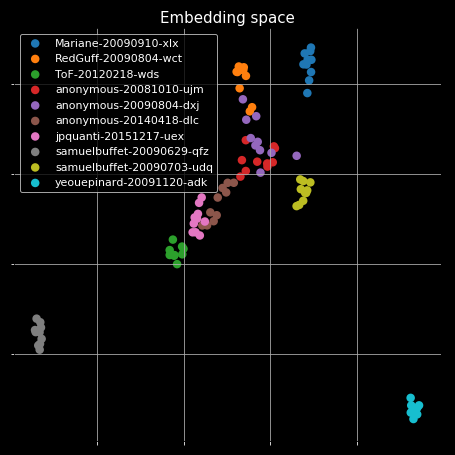 Embedding space
Mariane-20090910-xlx
RedGuff-20090804-wct
ToF-20120218-wds
anonymous-20081010-ujm
anonymous-20090804-dxj
anonymous-20140418-dlc
jpquanti-20151217-uex
samuelbuffet-20090629-qfz
samuelbuffet-20090703-udq
yeouepinard-20091120-adk